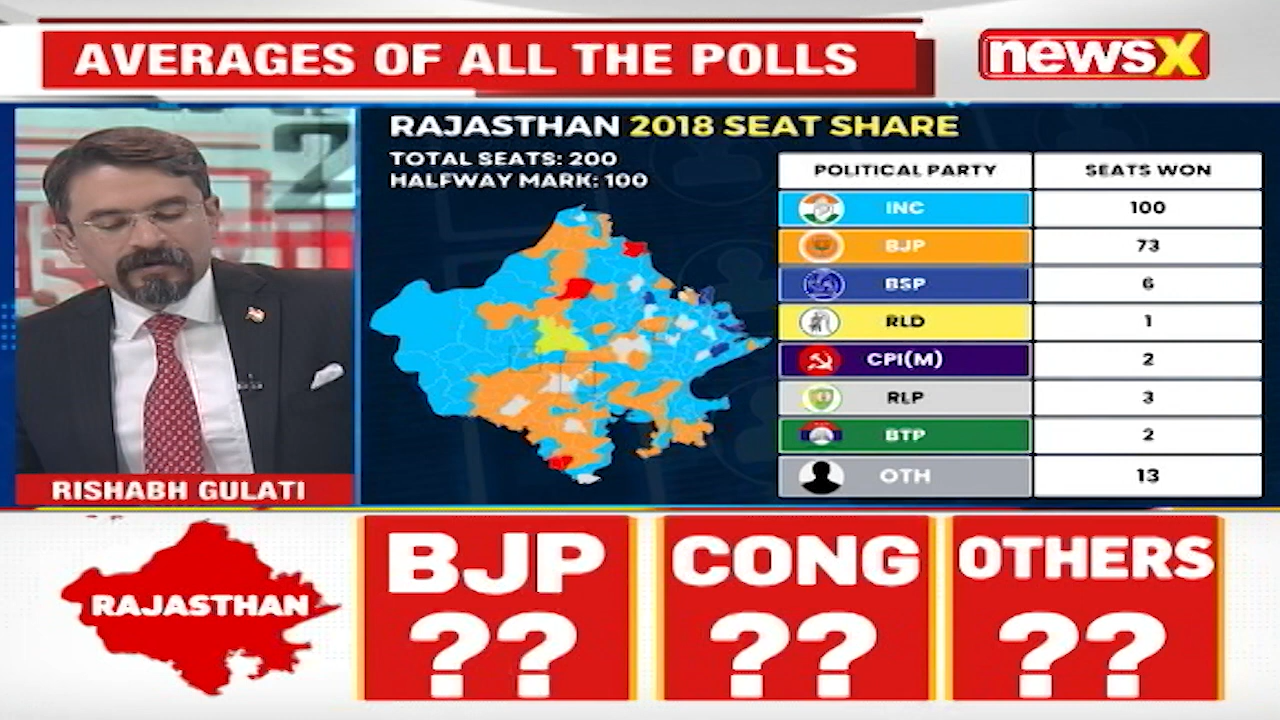 AVERAGES OF ALL THE POLLS
newsX
RAJASTHAN 2018 SEAT SHARE
TOTAL SEATS: 200
HALFWAY MARK: 100
POLITICAL PARTY SEATS WON
INC 100
BJP 73
BSP 6
RLD 1
CPI(M) 2
RLP 3
BTP 2
OTH 13
RISHABH GULATI
RAJASTHAN
BJP
??
CONG
??
OTHERS
??